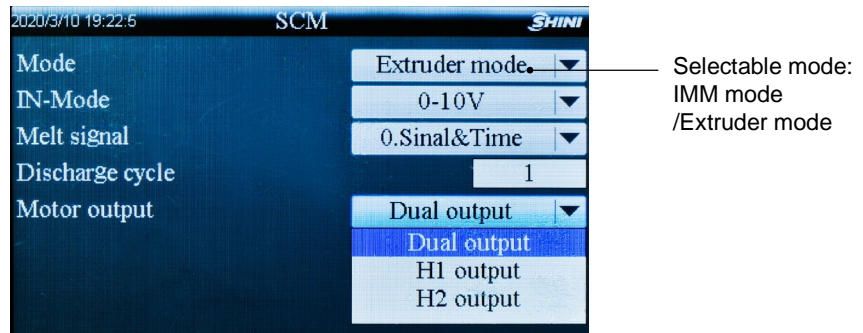 2020/3/10 19:22:5 SCM SHINI
Mode Extruder mode
IN-Mode 0-10V
Melt signal 0.Sinal&Time
Discharge cycle 1
Motor output Dual output
Dual output
H1 output
H2 output
Selectable mode:
IMM mode
/Extruder mode